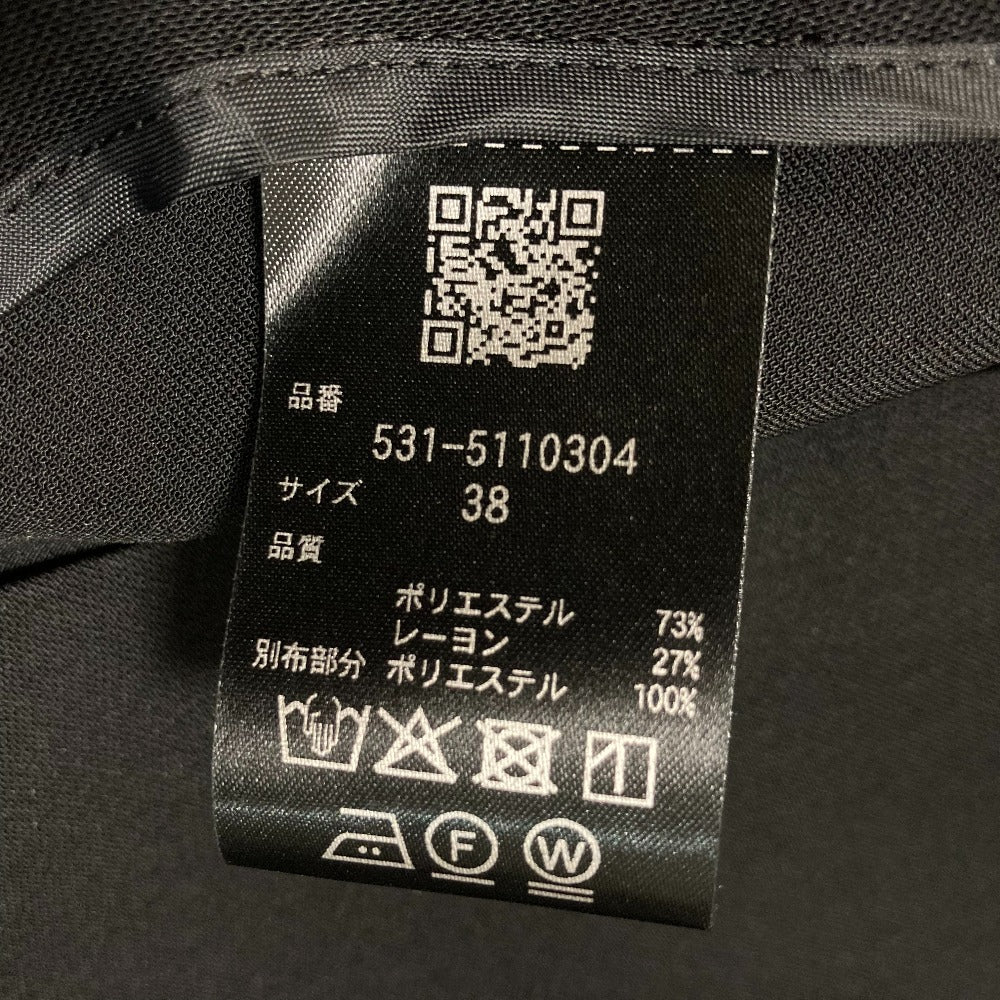 品番
531-5110304
サイズ 38
品質
ポリエステル 73%
レーヨン 27%
別布部分 ポリエステル 100%
F W